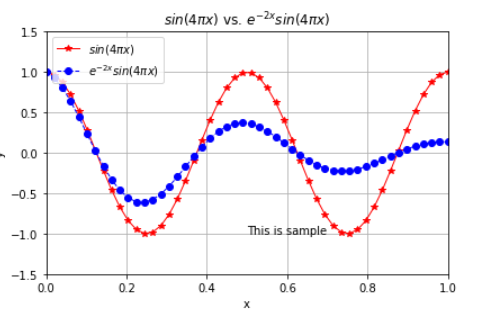 sin(4πx) vs. e^{-2x}sin(4πx)
sin(4πx)
e^{-2x}sin(4πx)
1.5
1.0
0.5
0.0
−0.5
−1.0
−1.5
y
This is sample
0.0 0.2 0.4 0.6 0.8 1.0
x